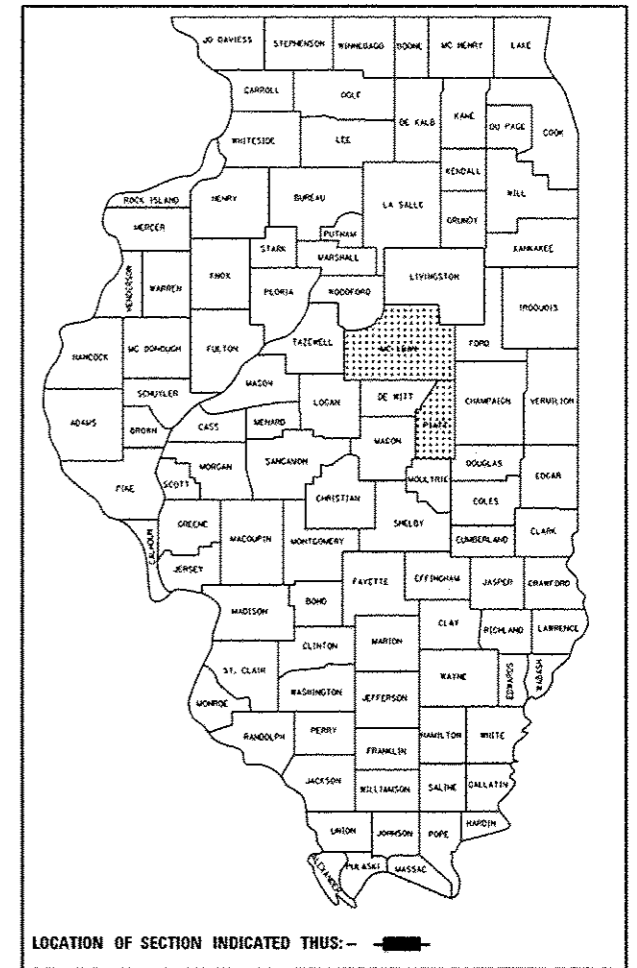 JO DAVIESS STEPHENSON WINNEBAGO BOONE MC HENRY LAKE
CARROLL OGLE DE KALB KANE DU PAGE COOK
WHITESIDE LEE
KENDALL WILL
ROCK ISLAND HENRY BUREAU LA SALLE GRUNDY
MERCER PUTNAM KANKAKEE
STARK MARSHALL LIVINGSTON
HENDERSON WARREN KNOX PEORIA WOODFORD IROQUOIS
HANCOCK MC DONOUGH FULTON TAZEWELL MC LEAN FORD
MASON
SCHUYLER LOGAN DE WITT CHAMPAIGN VERMILION
ADAMS BROWN CASS MENARD MACON PIATT
MORGAN SANGAMON DOUGLAS EDGAR
PIKE SCOTT CHRISTIAN MOULTRIE COLES
GREENE MACOUPIN MONTGOMERY SHELBY CUMBERLAND CLARK
CALHOUN JERSEY FAYETTE EFFINGHAM JASPER CRAWFORD
MADISON BOND
CLINTON MARION CLAY RICHLAND LAWRENCE
ST. CLAIR WAYNE EDWARDS WABASH
MONROE WASHINGTON JEFFERSON
RANDOLPH PERRY HAMILTON WHITE
FRANKLIN
JACKSON WILLIAMSON SALINE GALLATIN
UNION JOHNSON POPE HARDIN
ALEXANDER PULASKI MASSAC
LOCATION OF SECTION INDICATED THUS:- -